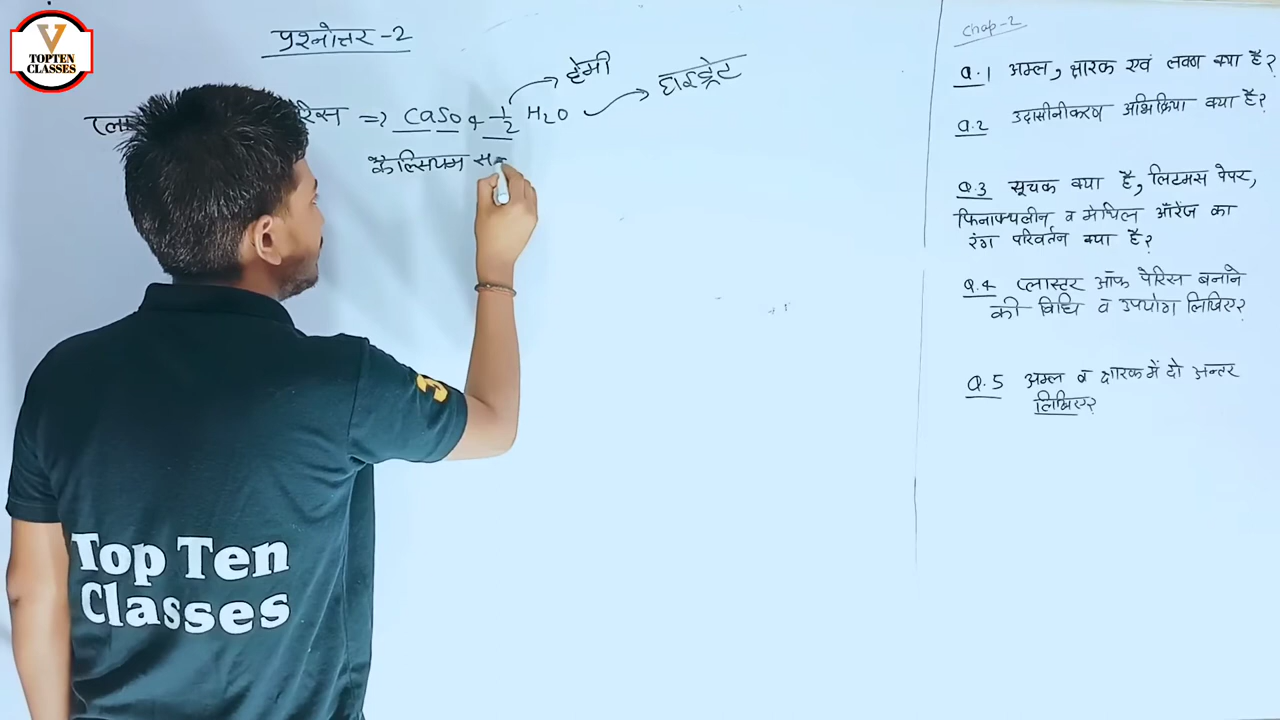 V
TOPTEN
CLASSES
प्रश्नोत्तर -2
रिस => CaSO4 1/2 H2O
हेमी
हाइड्रेट
कैल्सियम स
Top Ten
Classes
Chap-2
Q.1 अम्ल, क्षारक एवं लवण क्या है?
Q.2 उदासीनीकरण अभिक्रिया क्या है?
Q.3 सूचक क्या है, लिटमस पेपर,
फिनाफ्थलीन व मेथिल ऑरेंज का
रंग परिवर्तन क्या है?
Q.4 प्लास्टर ऑफ पेरिस बनाने
की विधि व उपयोग लिखिए?
Q.5 अम्ल व क्षारक में दो अन्तर
लिखिए?